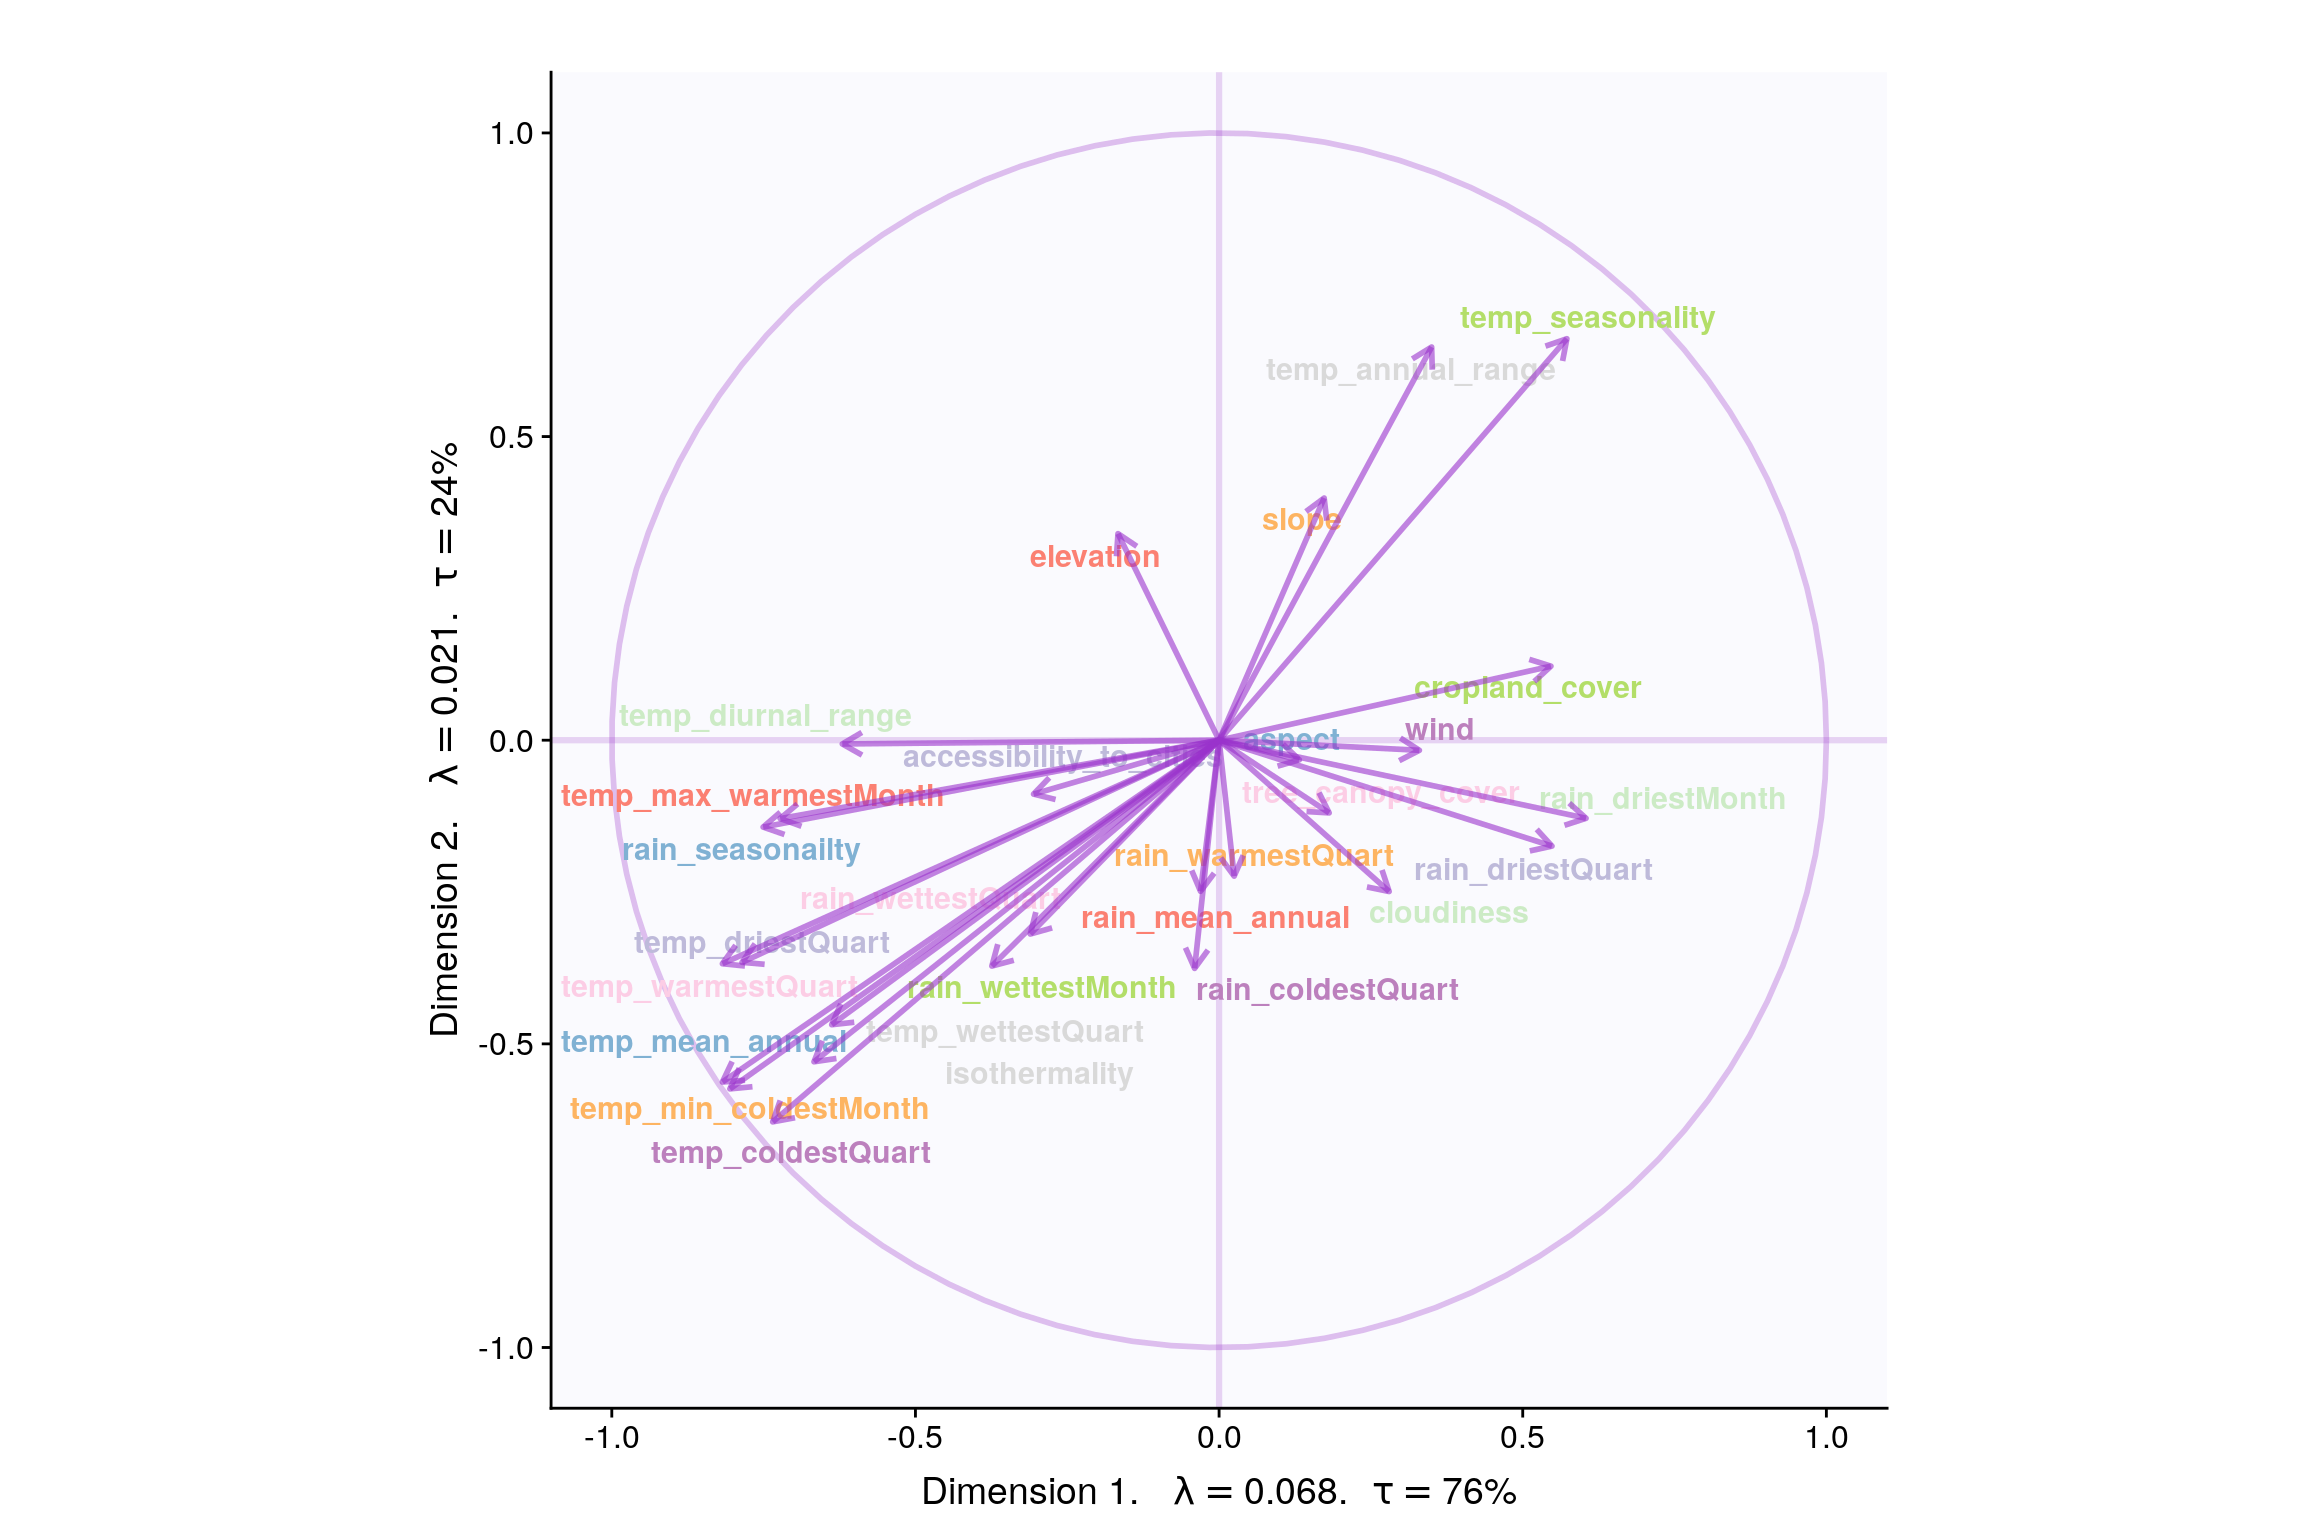 1.0
temp_seasonality
temp_annual_range
0.5
slope
elevation
cropland_cover
temp_diurnal_range
wind
0.0
aspect
accessibility_to_cities
temp_max_warmestMonth
tree_canopy_cover
rain_driestMonth
rain_seasonailty
rain_warmestQuart
rain_driestQuart
rain_wettestQuart
rain_mean_annual
cloudiness
temp_driestQuart
temp_warmestQuart
rain_wettestMonth
rain_coldestQuart
temp_wettestQuart
-0.5
temp_mean_annual
isothermality
temp_min_coldestMonth
temp_coldestQuart
-1.0
-1.0 -0.5 0.0 0.5 1.0
Dimension 1. λ = 0.068. τ = 76%
Dimension 2. λ = 0.021. τ = 24%